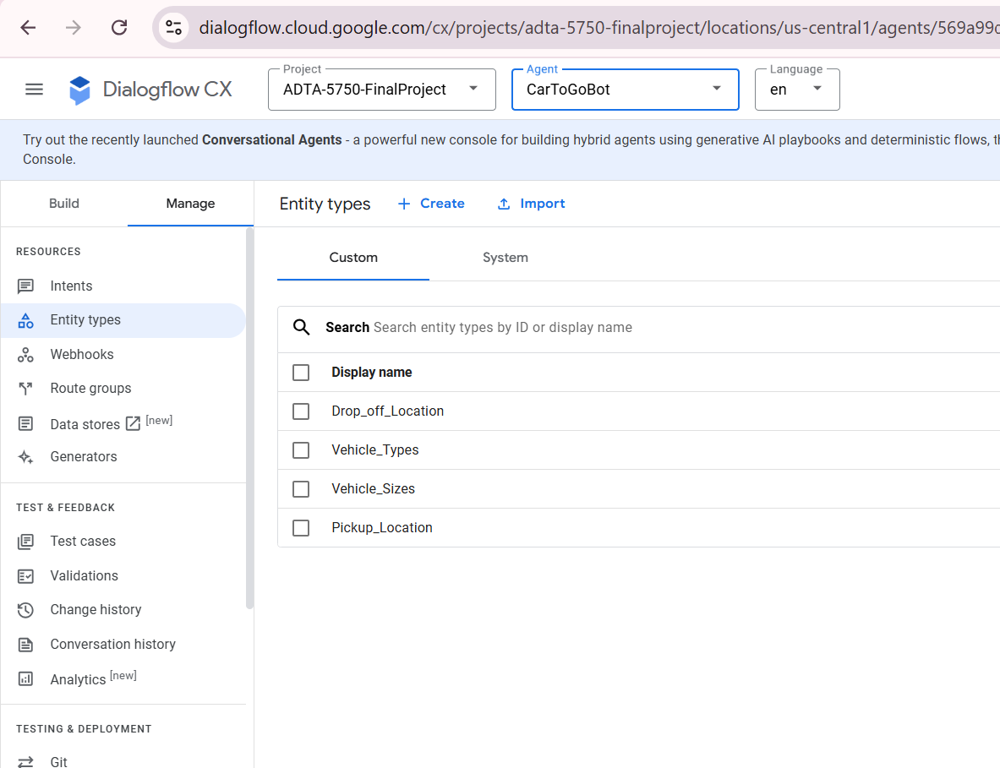 dialogflow.cloud.google.com/cx/projects/adta-5750-finalproject/locations/us-central1/agents/569a99
Dialogflow CX
Project
ADTA-5750-FinalProject
Agent
CarToGoBot
Language
en
Try out the recently launched Conversational Agents - a powerful new console for building hybrid agents using generative AI playbooks and deterministic flows,
Console.
Build
Manage
Entity types
Create
Import
RESOURCES
Custom
System
Intents
Entity types
Search Search entity types by ID or display name
Webhooks
Display name
Route groups
Drop_off_Location
Data stores [new]
Vehicle_Types
Generators
Vehicle_Sizes
TEST & FEEDBACK
Pickup_Location
Test cases
Validations
Change history
Conversation history
Analytics [new]
TESTING & DEPLOYMENT
Git